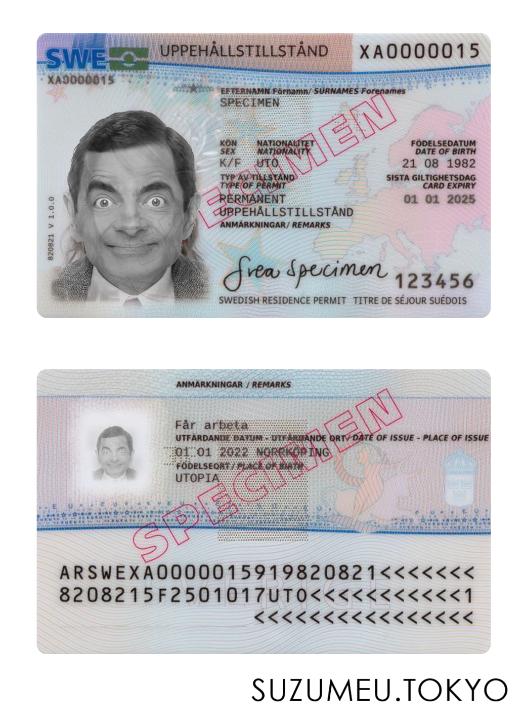 SWE UPPEHÅLLSTILLSTÅND XA0000015
XA0000015
EFTERNAMN Förnamn/ SURNAMES Forenames
SPECIMEN
KÖN NATIONALITET FÖDELSEDATUM
SEX NATIONALITY DATE OF BIRTH
K/F UTO 21 08 1982
TYP AV TILLSTÅND SISTA GILTIGHETSDAG
TYPE OF PERMIT CARD EXPIRY
PERMANENT 01 01 2025
UPPEHÅLLSTILLSTÅND
ANMÄRKNINGAR/ REMARKS
SPECIMEN
820821 V 1.0.0
Svea Specimen 123456
SWEDISH RESIDENCE PERMIT TITRE DE SÉJOUR SUÉDOIS
ANMÄRKNINGAR / REMARKS
Får arbeta
UTFÄRDANDE DATUM - UTFÄRDANDE ORT/ DATE OF ISSUE - PLACE OF ISSUE
01 01 2022 NORRKÖPING
FÖDELSEORT / PLACE OF BIRTH
UTOPIA
SPECIMEN
ARSWEXA0000015919820821<<<<<<<
8208215F2501017UTO<<<<<<<<<<<1
<<<<<<<<<<<<<<<<
SUZUMEU.TOKYO